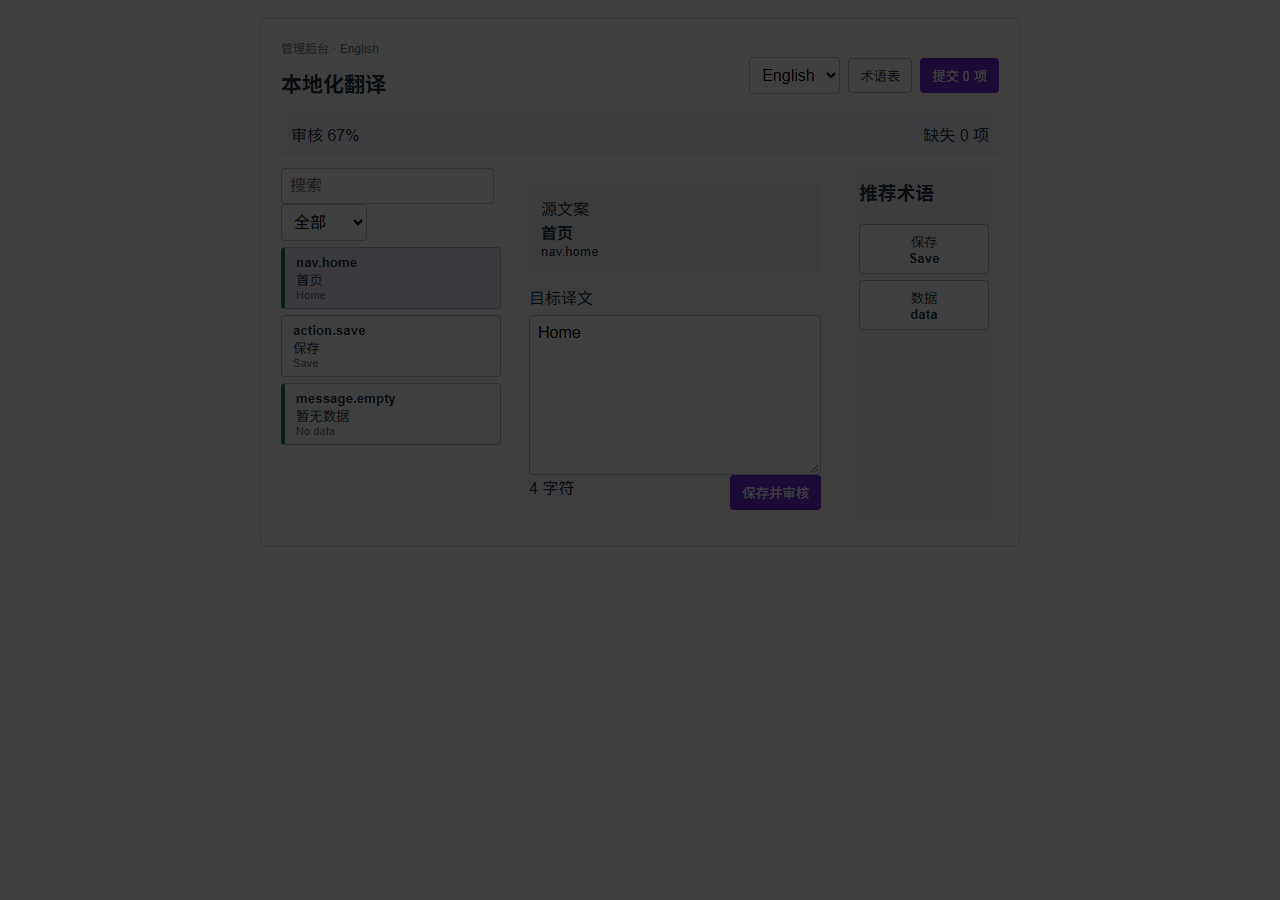 管理后台 · English
本地化翻译
English
术语表
提交 0 项
审核 67%
缺失 0 项
搜索
全部
nav.home
首页
Home
action.save
保存
Save
message.empty
暂无数据
No data
源文案
首页
nav.home
目标译文
Home
4 字符
保存并审核
推荐术语
保存
Save
数据
data